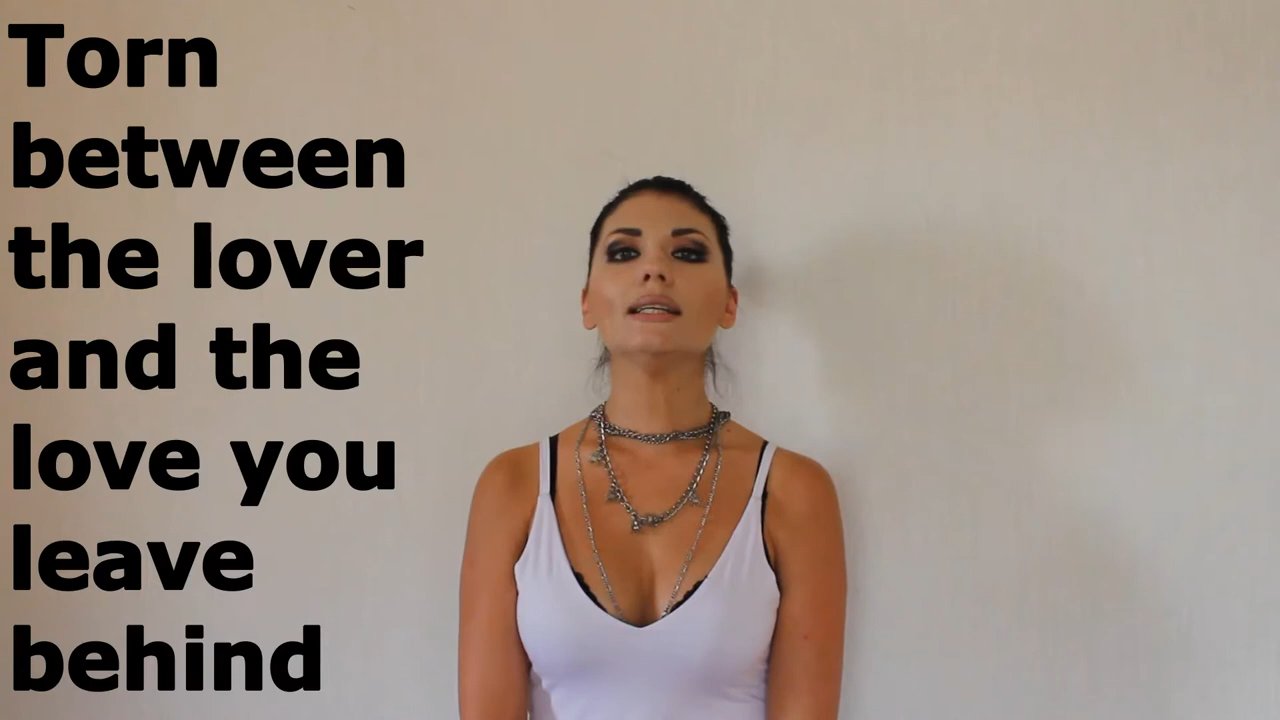 Torn
between
the lover
and the
love you
leave
behind